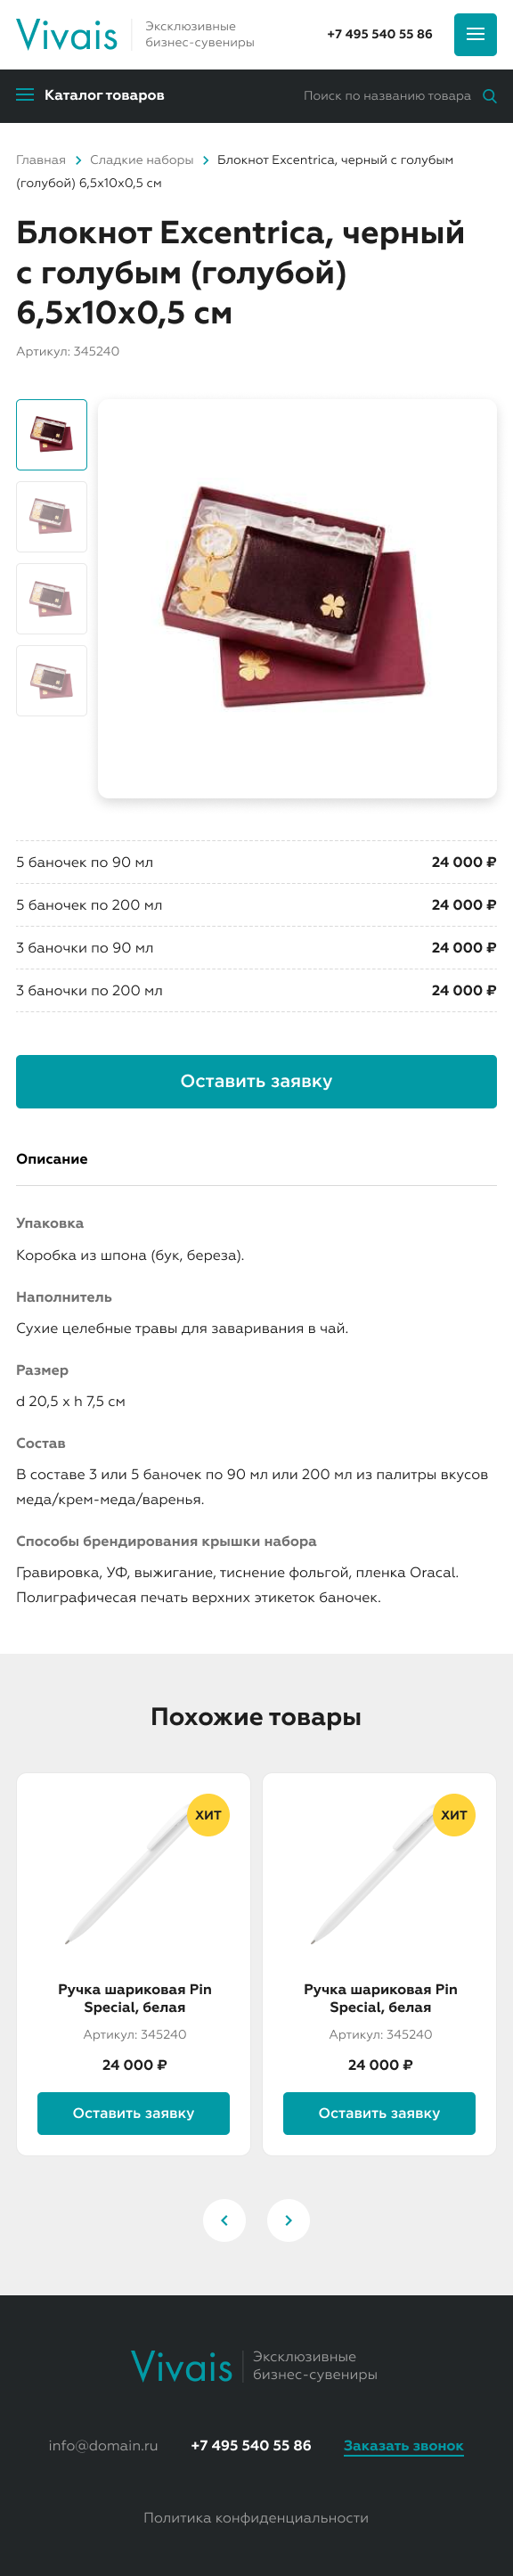 Vivais
Эксклюзивные
бизнес-сувениры
+7 495 540 55 86
Каталог товаров
Поиск по названию товара
Главная > Сладкие наборы > Блокнот Excentrica, черный с голубым
(голубой) 6,5x10x0,5 см
Блокнот Excentrica, черный
с голубым (голубой)
6,5x10x0,5 см
Артикул: 345240
5 баночек по 90 мл 24 000 ₽
5 баночек по 200 мл 24 000 ₽
3 баночки по 90 мл 24 000 ₽
3 баночки по 200 мл 24 000 ₽
Оставить заявку
Описание
Упаковка
Коробка из шпона (бук, береза).
Наполнитель
Сухие целебные травы для заваривания в чай.
Размер
d 20,5 x h 7,5 см
Состав
В составе 3 или 5 баночек по 90 мл или 200 мл из палитры вкусов
меда/крем-меда/варенья.
Способы брендирования крышки набора
Гравировка, УФ, выжигание, тиснение фольгой, пленка Oracal.
Полиграфичесая печать верхних этикеток баночек.
Похожие товары
ХИТ
Ручка шариковая Pin
Special, белая
Артикул: 345240
24 000 ₽
Оставить заявку
ХИТ
Ручка шариковая Pin
Special, белая
Артикул: 345240
24 000 ₽
Оставить заявку
Vivais
Эксклюзивные
бизнес-сувениры
info@domain.ru
+7 495 540 55 86
Заказать звонок
Политика конфиденциальности